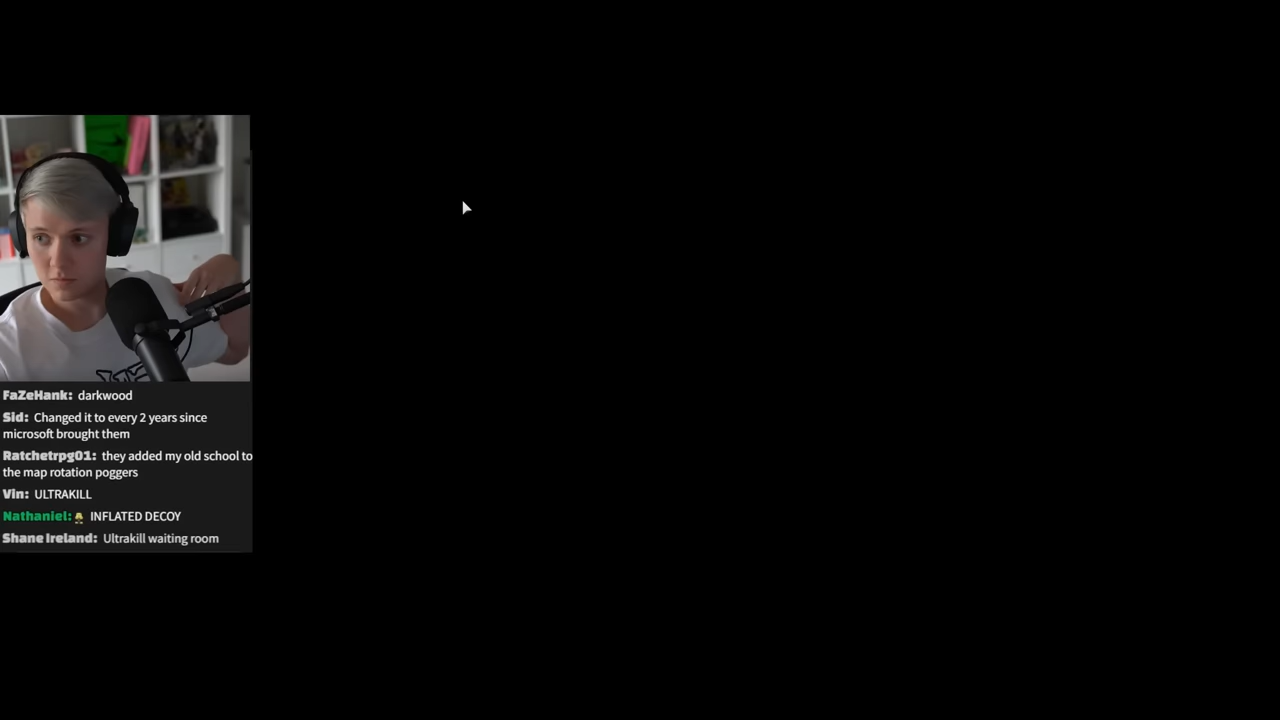 FaZeHank: darkwood
Sid: Changed it to every 2 years since
microsoft brought them
Ratchetrpg01: they added my old school to
the map rotation poggers
Vin: ULTRAKILL
Nathaniel: INFLATED DECOY
Shane Ireland: Ultrakill waiting room